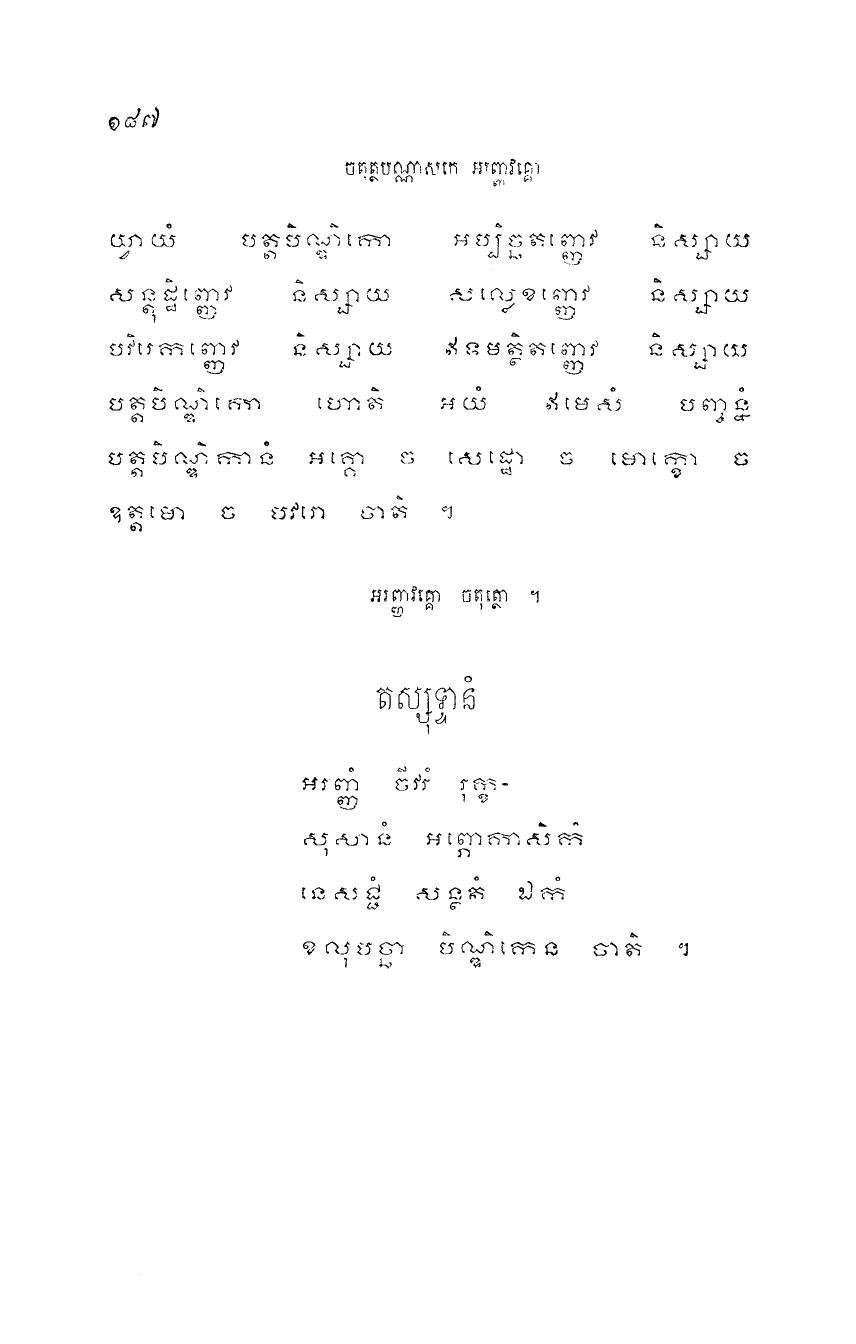 ១៨៧
ចតុត្ថបណ្ណាសកេ អរញ្ញវគ្គោ
យ្វាយំ បត្តបិណ្ឌិកោ អប្បិច្ឆតញ្ញេវ និស្សាយ
សន្តុដ្ឋិញ្ញេវ និស្សាយ សល្លេខញ្ញេវ និស្សាយ
បវិវេកញ្ញេវ និស្សាយ ឥទមត្ថិតញ្ញេវ និស្សាយ
បត្តបិណ្ឌិកោ ហោតិ អយំ ឥមេសំ បញ្ចន្នំ
បត្តបិណ្ឌិកានំ អគ្គោ ច សេដ្ឋោ ច មោក្ខោ ច
ឧត្តមោ ច បវរោ ចាតិ ។
អរញ្ញវគ្គោ ចតុត្ថោ ។
តស្សុទ្ទានំ
អរញ្ញំ ចីវរំ រុក្ខ-
សុសានំ អព្ភោកាសិកំ
នេសជ្ជំ សន្ថតំ ឯកំ
ខលុបច្ឆា បិណ្ឌិកេន ចាតិ ។